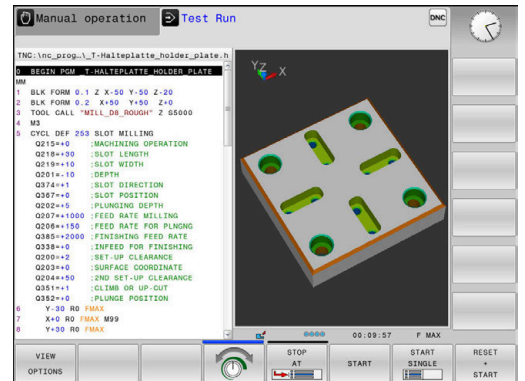 Manual operation
Test Run
DNC
TNC:\nc_prog…\_T-Halteplatte_holder_plate.h
0 BEGIN PGM _T-HALTEPLATTE_HOLDER_PLATE
MM
1 BLK FORM 0.1 Z X-50 Y-50 Z-20
2 BLK FORM 0.2 X+50 Y+50 Z+0
3 TOOL CALL "MILL_D8_ROUGH" Z S5000
4 M3
5 CYCL DEF 253 SLOT MILLING
Q215=+0 ;MACHINING OPERATION
Q218=+30 ;SLOT LENGTH
Q219=+10 ;SLOT WIDTH
Q201=-10 ;DEPTH
Q374=+1 ;SLOT DIRECTION
Q367=+0 ;SLOT POSITION
Q202=+5 ;PLUNGING DEPTH
Q207=+1000 ;FEED RATE MILLING
Q206=+150 ;FEED RATE FOR PLNGNG
Q385=+2000 ;FINISHING FEED RATE
Q338=+0 ;INFEED FOR FINISHING
Q200=+2 ;SET-UP CLEARANCE
Q203=+0 ;SURFACE COORDINATE
Q204=+50 ;2ND SET-UP CLEARANCE
Q351=+1 ;CLIMB OR UP-CUT
Q352=+0 ;PLUNGE POSITION
6 Y-30 R0 FMAX
7 X+0 R0 FMAX M99
8 Y+30 R0 FMAX
YZ X
00:09:57 F MAX
VIEW
OPTIONS
STOP
AT
START
START
SINGLE
RESET
+
START